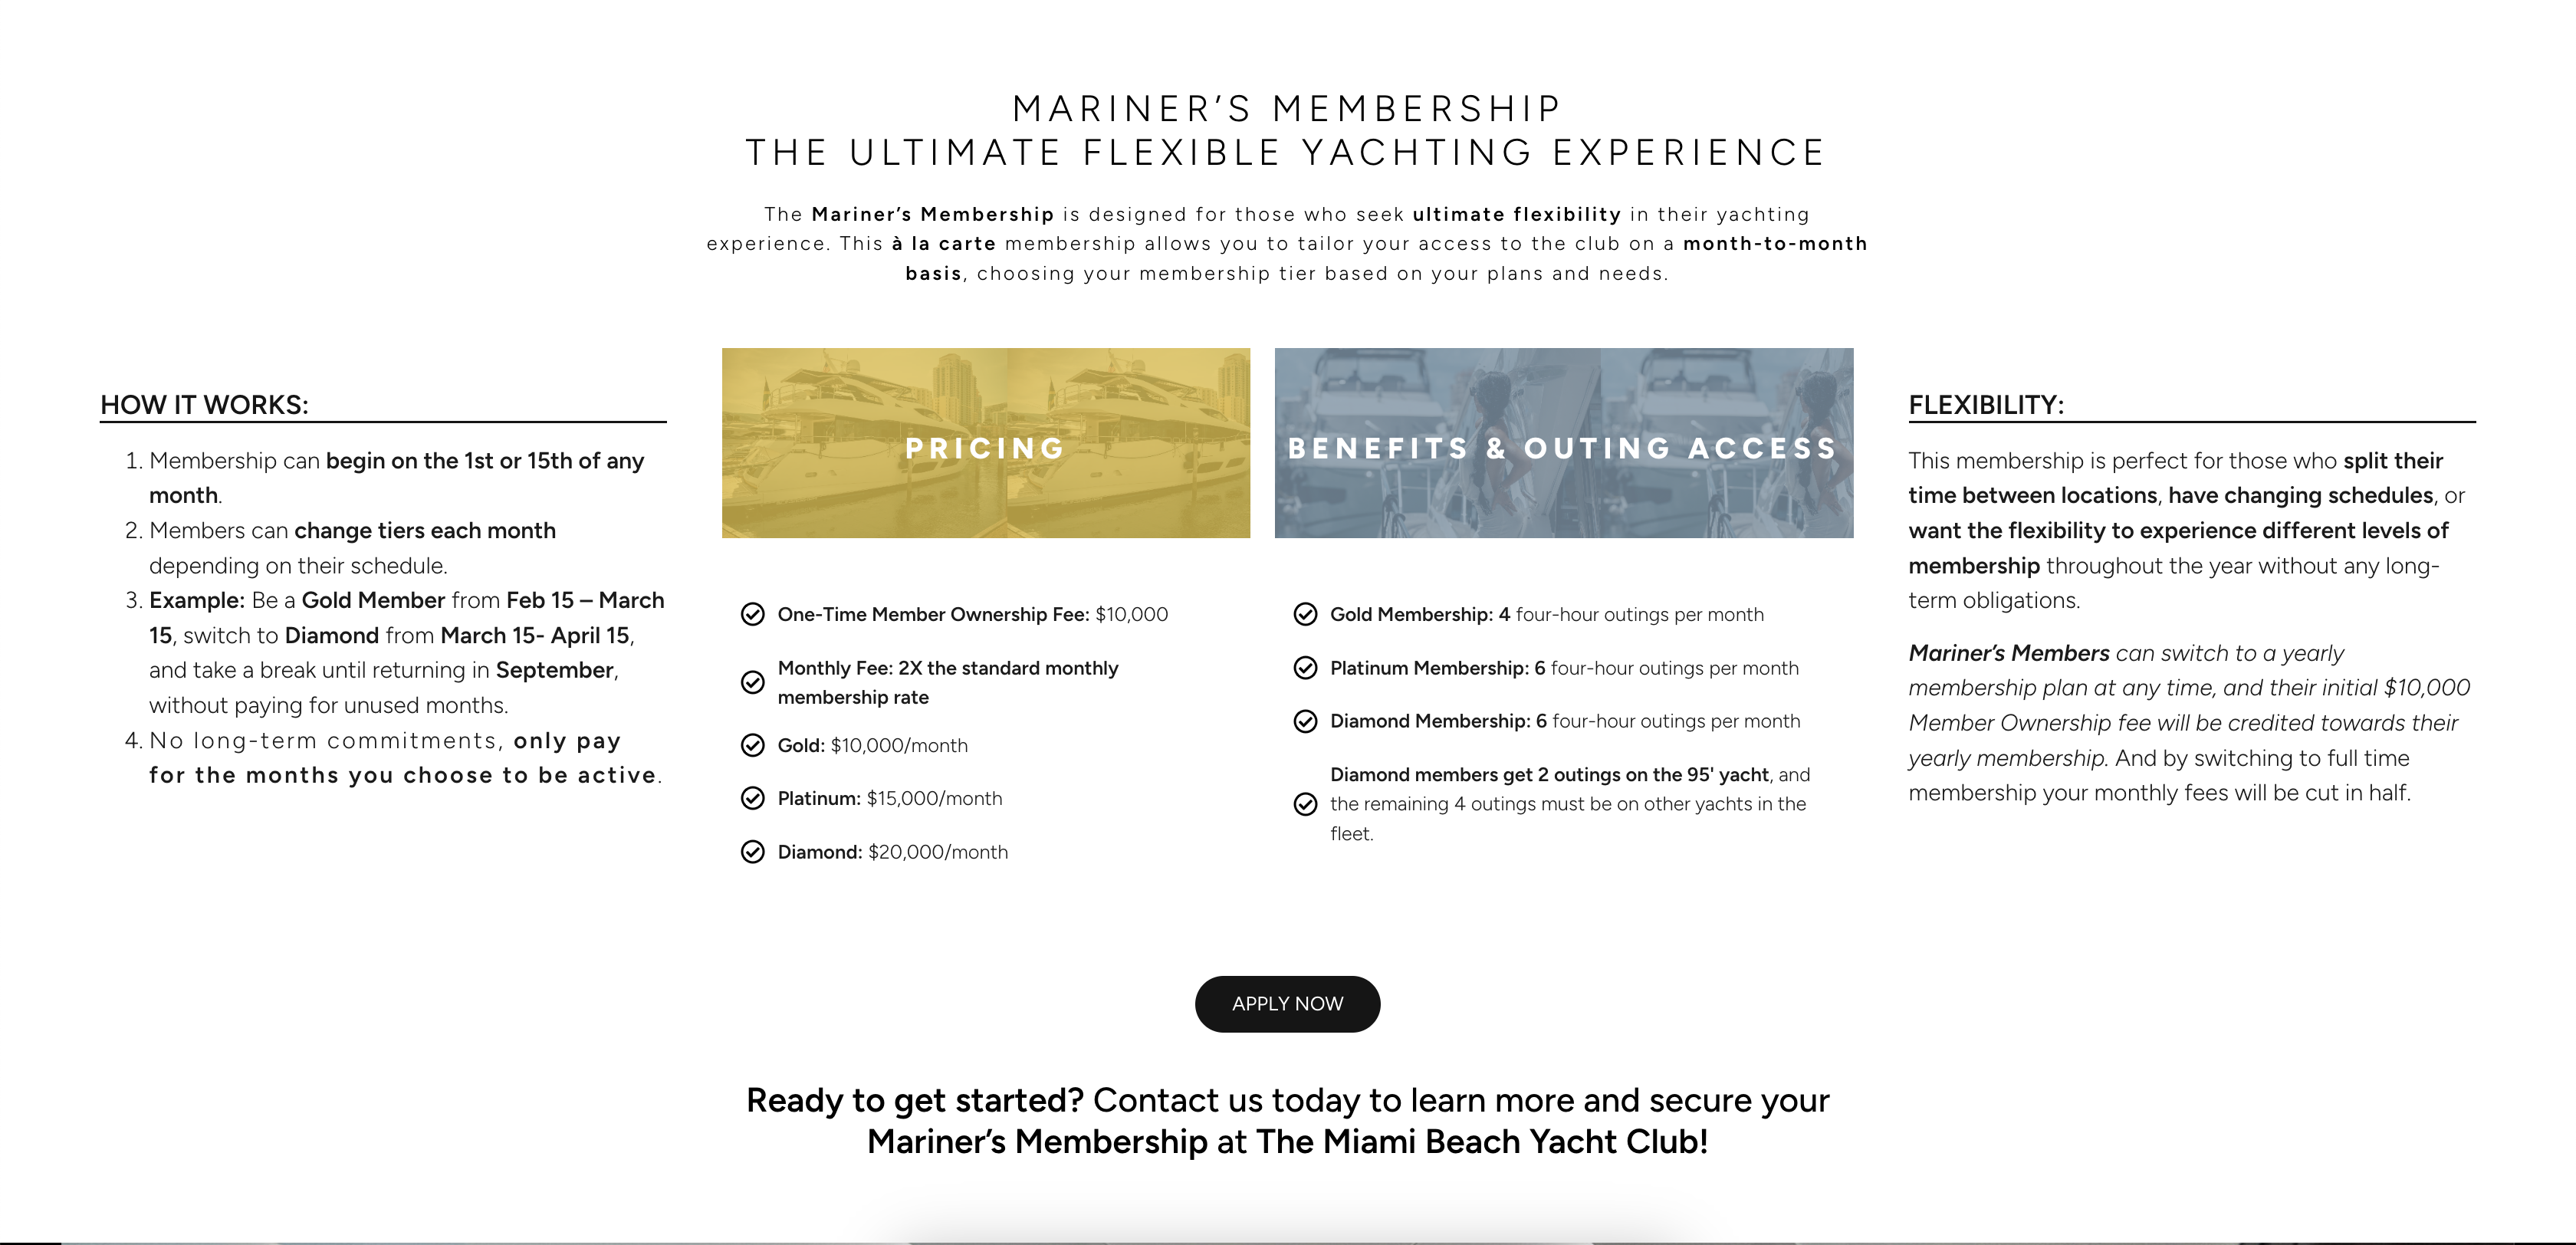 MARINER’S MEMBERSHIP
THE ULTIMATE FLEXIBLE YACHTING EXPERIENCE
The Mariner’s Membership is designed for those who seek ultimate flexibility in their yachting
experience. This à la carte membership allows you to tailor your access to the club on a month-to-month
basis, choosing your membership tier based on your plans and needs.
HOW IT WORKS:
1. Membership can begin on the 1st or 15th of any
month.
2. Members can change tiers each month
depending on their schedule.
3. Example: Be a Gold Member from Feb 15 – March
15, switch to Diamond from March 15- April 15,
and take a break until returning in September,
without paying for unused months.
4. No long-term commitments, only pay
for the months you choose to be active.
PRICING
One-Time Member Ownership Fee: $10,000
Monthly Fee: 2X the standard monthly
membership rate
Gold: $10,000/month
Platinum: $15,000/month
Diamond: $20,000/month
BENEFITS & OUTING ACCESS
Gold Membership: 4 four-hour outings per month
Platinum Membership: 6 four-hour outings per month
Diamond Membership: 6 four-hour outings per month
Diamond members get 2 outings on the 95' yacht, and
the remaining 4 outings must be on other yachts in the
fleet.
FLEXIBILITY:
This membership is perfect for those who split their
time between locations, have changing schedules, or
want the flexibility to experience different levels of
membership throughout the year without any long-
term obligations.
Mariner’s Members can switch to a yearly
membership plan at any time, and their initial $10,000
Member Ownership fee will be credited towards their
yearly membership. And by switching to full time
membership your monthly fees will be cut in half.
APPLY NOW
Ready to get started? Contact us today to learn more and secure your
Mariner’s Membership at The Miami Beach Yacht Club!